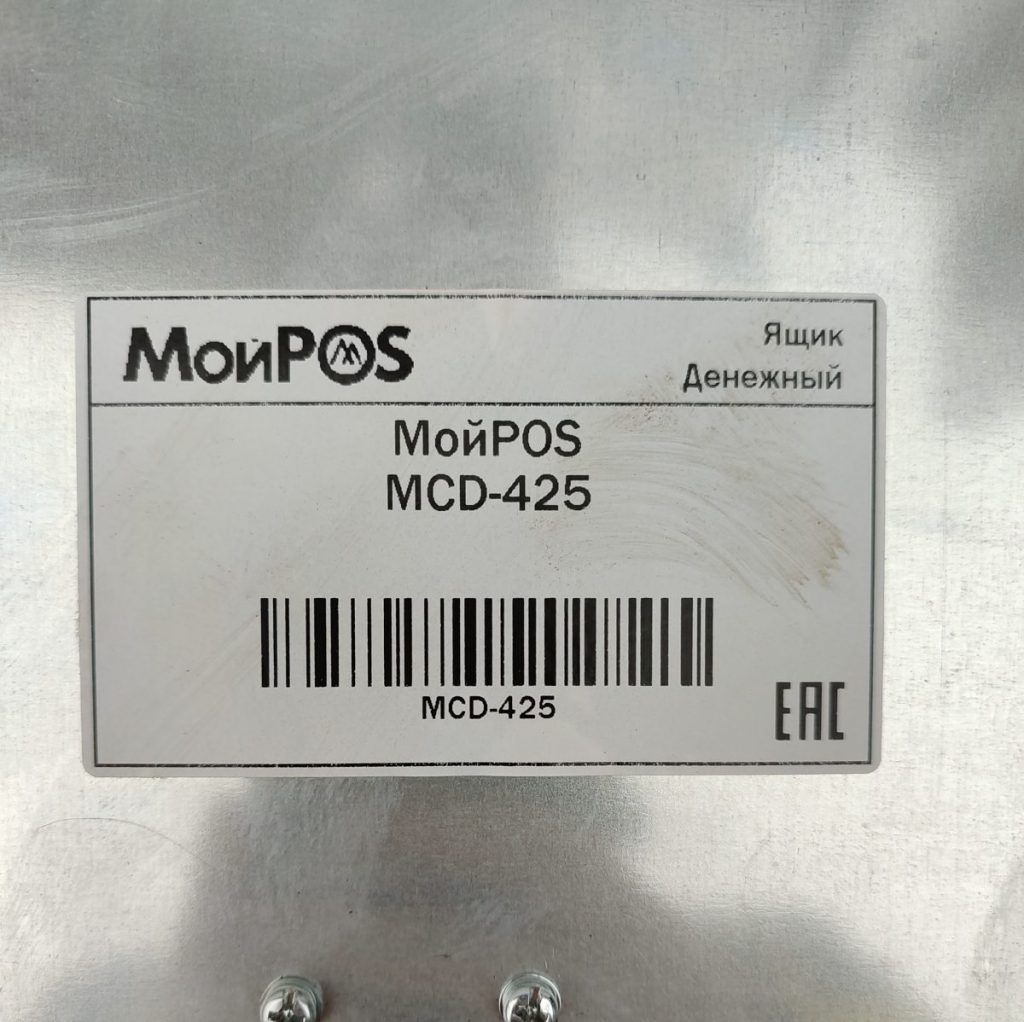 МойPOS
Ящик
Денежный
МойPOS
MCD-425
MCD-425
EAC